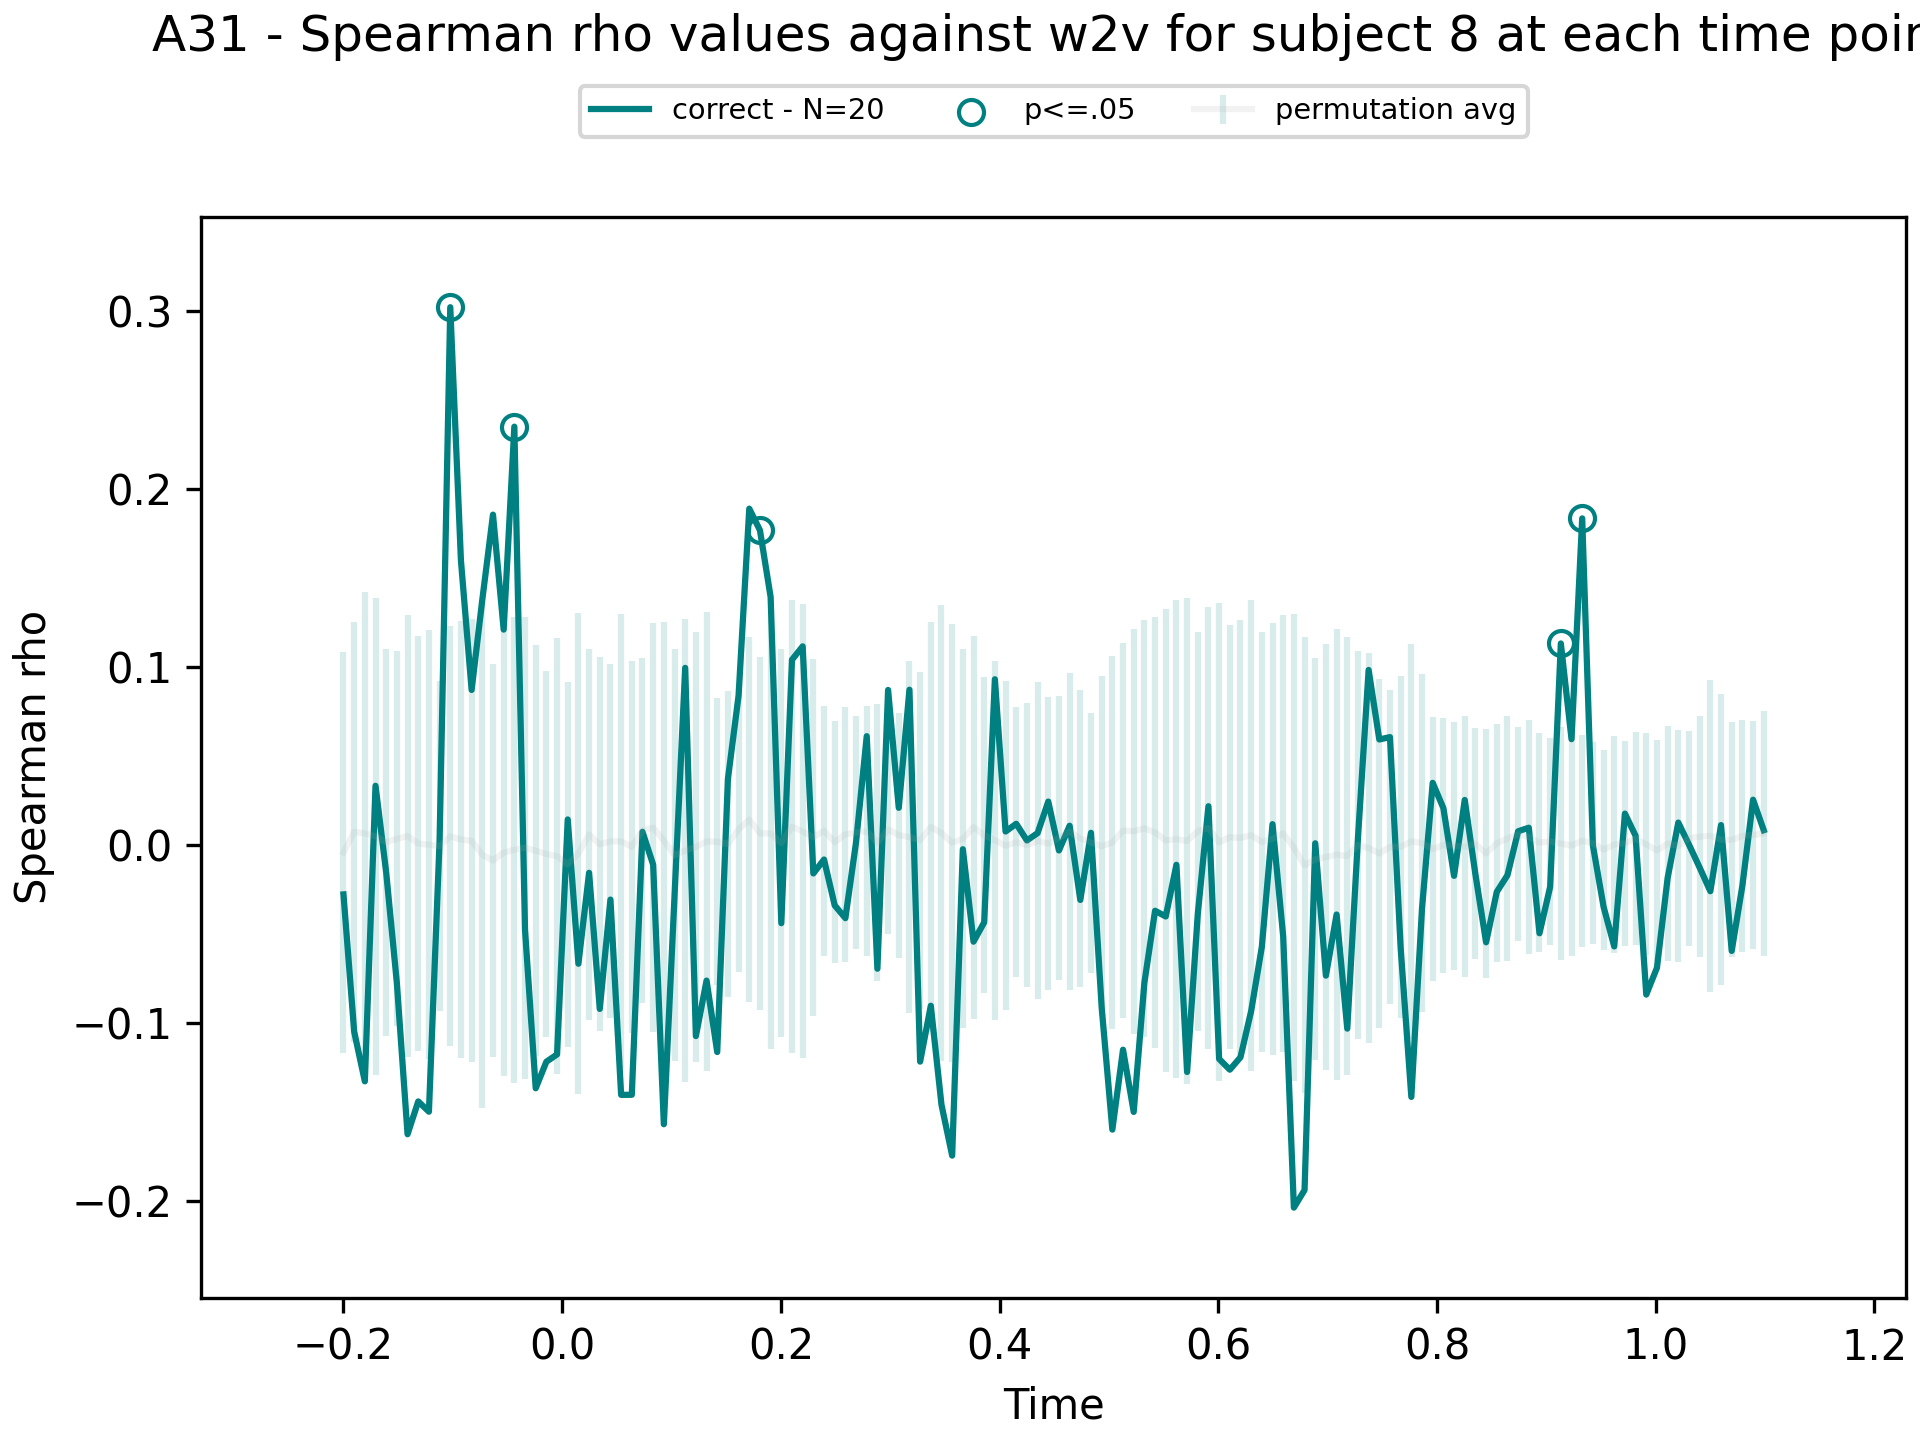 A31 - Spearman rho values against w2v for subject 8 at each time
correct - N=20 p<=.05 permutation avg
Spearman rho
0.3
0.2
0.1
0.0
−0.1
−0.2
−0.2 0.0 0.2 0.4 0.6 0.8 1.0 1.2
Time